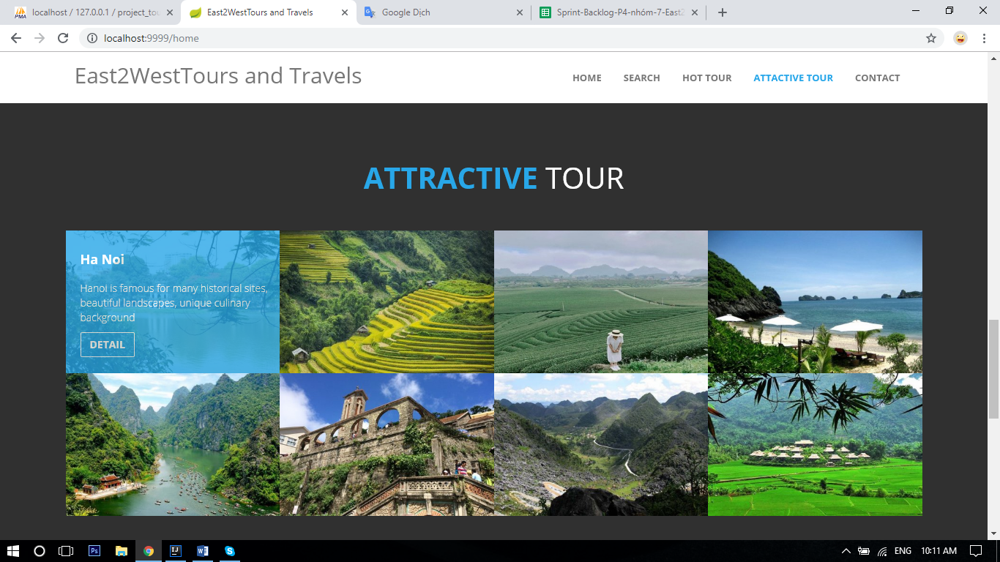 localhost / 127.0.0.1 / project_tou
East2WestTours and Travels
Google Dịch
Sprint-Backlog-P4-nhóm-7-East2
localhost:9999/home
East2WestTours and Travels
HOME
SEARCH
HOT TOUR
ATTACTIVE TOUR
CONTACT
ATTRACTIVE TOUR
Ha Noi
Hanoi is famous for many historical sites,
beautiful landscapes, unique culinary
background
DETAIL
ENG
10:11 AM